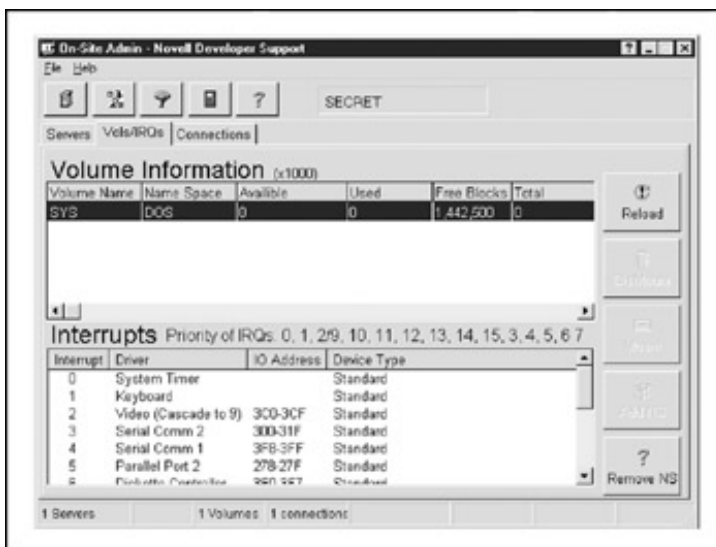 On-Site Admin - Novell Developer Support
File Help
SECRET
Servers Vols/IRQs Connections
Volume Information (x1000)
Volume Name Name Space Availible Used Free Blocks Total
SYS DOS 0 0 1,442,500 0
Reload
Interrupts Priority of IRQs: 0, 1, 2/9, 10, 11, 12, 13, 14, 15, 3, 4, 5, 6 7
Interrupt Driver IO Address Device Type
0 System Timer Standard
1 Keyboard Standard
2 Video (Cascade to 9) 3C0-3CF Standard
3 Serial Comm 2 300-31F Standard
4 Serial Comm 1 3F8-3FF Standard
5 Parallel Port 2 278-27F Standard
6 Diskette Controller Standard
Remove NS
1 Servers 1 Volumes 1 connections